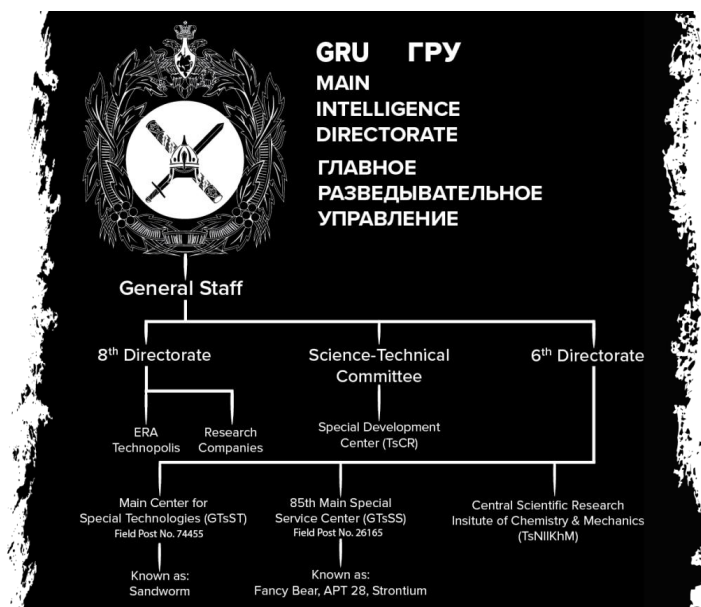 GRU ГРУ
MAIN
INTELLIGENCE
DIRECTORATE
ГЛАВНОЕ
РАЗВЕДЫВАТЕЛЬНОЕ
УПРАВЛЕНИЕ
General Staff
8th Directorate
Science-Technical
Committee
6th Directorate
ERA
Technopolis
Research
Companies
Special Development
Center (TsCR)
Main Center for
Special Technologies (GTsST)
Field Post No. 74455
85th Main Special
Service Center (GTsSS)
Field Post No. 26165
Central Scientific Research
Insitute of Chemistry & Mechanics
(TsNIIKhM)
Known as:
Sandworm
Known as:
Fancy Bear, APT 28, Strontium